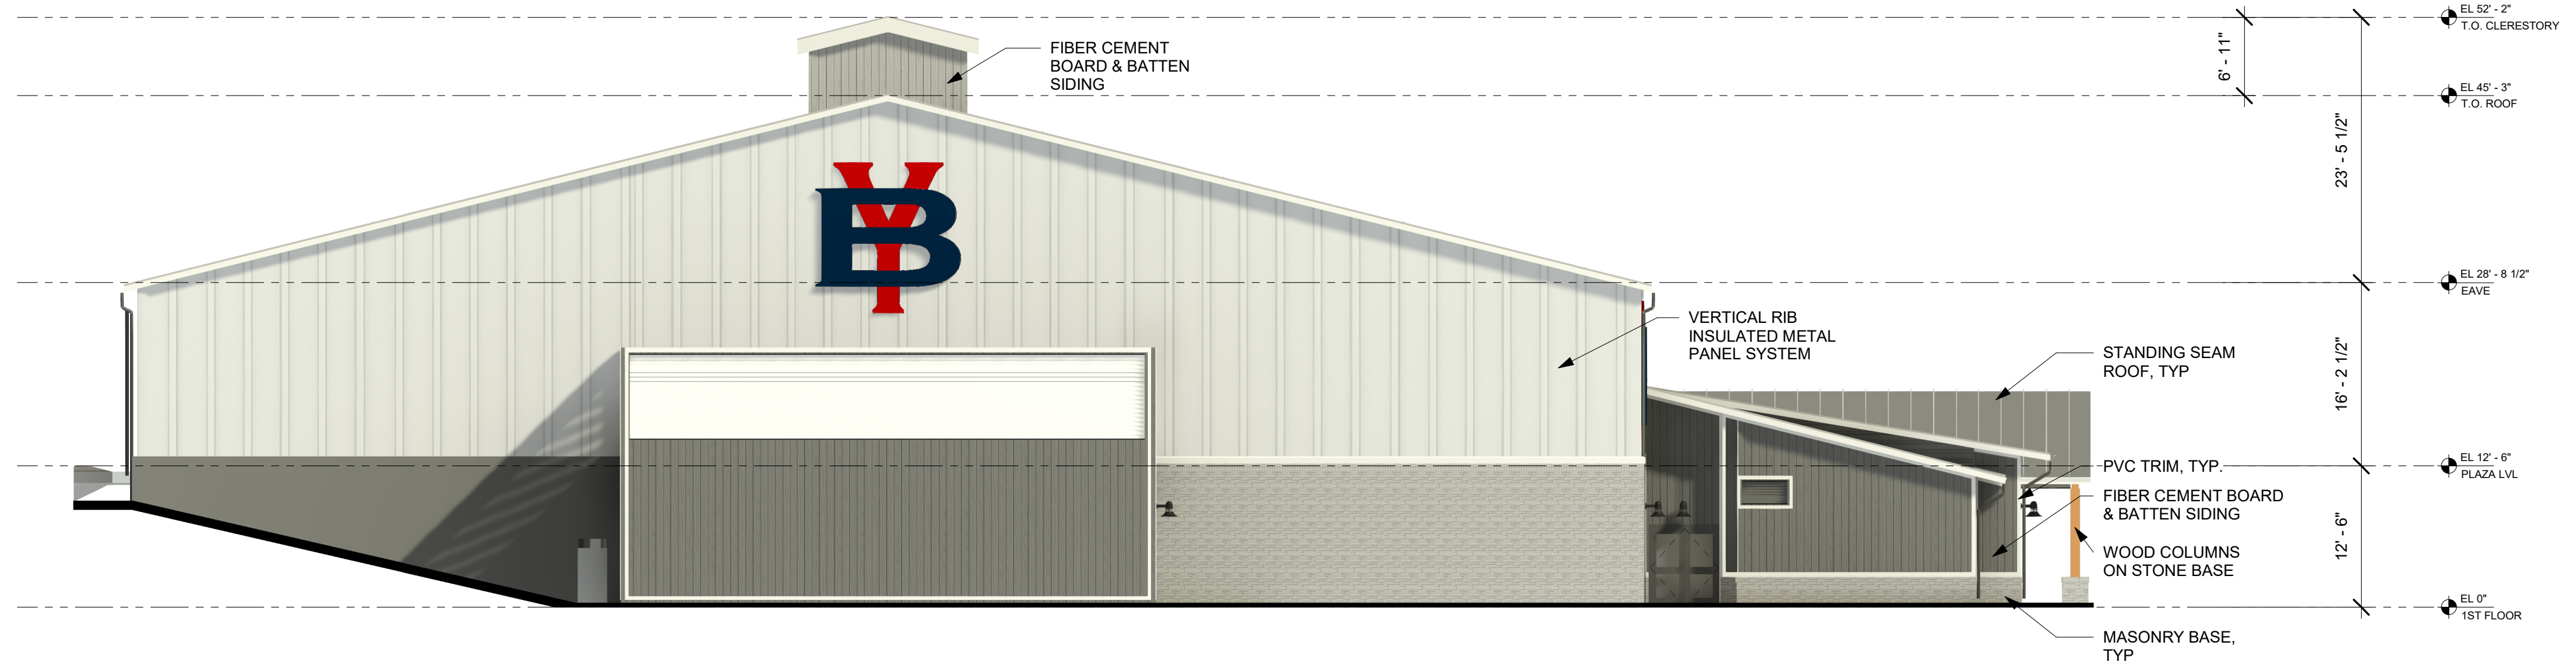 EL 52' - 2"
T.O. CLERESTORY
6' - 11"
FIBER CEMENT
BOARD & BATTEN
SIDING
EL 45' - 3"
T.O. ROOF
23' - 5 1/2"
YB
EL 28' - 8 1/2"
EAVE
VERTICAL RIB
INSULATED METAL
PANEL SYSTEM
STANDING SEAM
ROOF, TYP
16' - 2 1/2"
PVC TRIM, TYP.
EL 12' - 6"
PLAZA LVL
FIBER CEMENT BOARD
& BATTEN SIDING
12' - 6"
WOOD COLUMNS
ON STONE BASE
EL 0"
1ST FLOOR
MASONRY BASE,
TYP